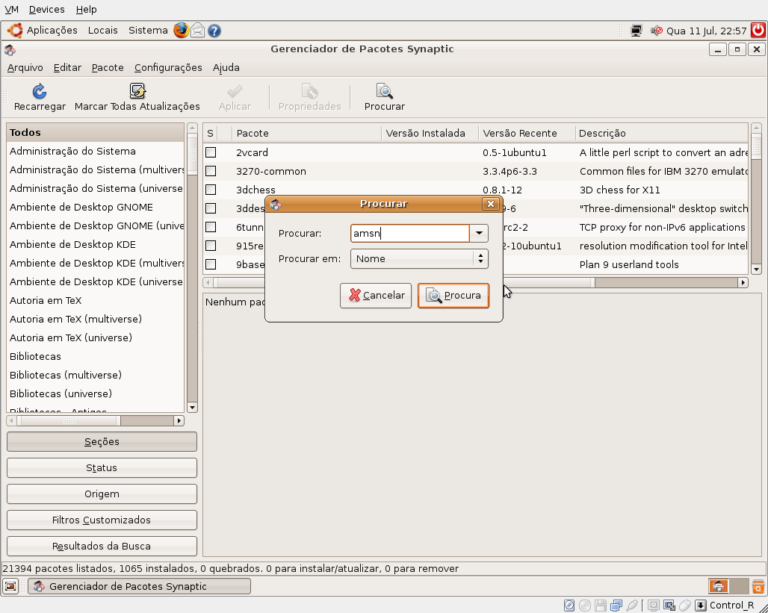 VM Devices Help
Aplicações Locais Sistema Qua 11 Jul, 22:57
Gerenciador de Pacotes Synaptic
Arquivo Editar Pacote Configurações Ajuda
Recarregar Marcar Todas Atualizações Aplicar Propriedades Procurar
Todos
Administração do Sistema
Administração do Sistema (multivers
Administração do Sistema (universe
Ambiente de Desktop GNOME
Ambiente de Desktop GNOME (unive
Ambiente de Desktop KDE
Ambiente de Desktop KDE (multivers
Ambiente de Desktop KDE (universe
Autoria em TeX
Autoria em TeX (multiverse)
Autoria em TeX (universe)
Bibliotecas
Bibliotecas (multiverse)
Bibliotecas (universe)
Bibliotecas - Antigas
S Pacote Versão Instalada Versão Recente Descrição
2vcard 0.5-1ubuntu1 A little perl script to convert an adre
3270-common 3.3.4p6-3.3 Common files for IBM 3270 emulato
3dchess 0.8.1-12 3D chess for X11
3ddes 9-6 "Three-dimensional" desktop switch
6tunn rc2-2 TCP proxy for non-IPv6 applications
915re 2-10ubuntu1 resolution modification tool for Intel
9base Plan 9 userland tools
Nenhum pac
Procurar
Procurar: amsn
Procurar em: Nome
Cancelar Procura
Seções
Status
Origem
Filtros Customizados
Resultados da Busca
21394 pacotes listados, 1065 instalados, 0 quebrados. 0 para instalar/atualizar, 0 para remover
Gerenciador de Pacotes Synaptic
Control_R